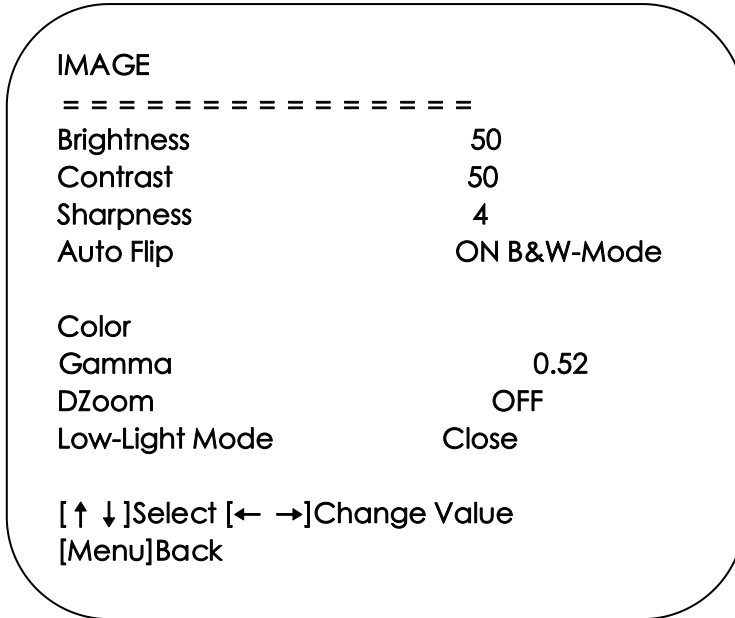 IMAGE
= = = = = = = = = = = = = = =
Brightness 50
Contrast 50
Sharpness 4
Auto Flip ON B&W-Mode
Color
Gamma 0.52
DZoom OFF
Low-Light Mode Close
[↑ ↓]Select [← →]Change Value
[Menu]Back